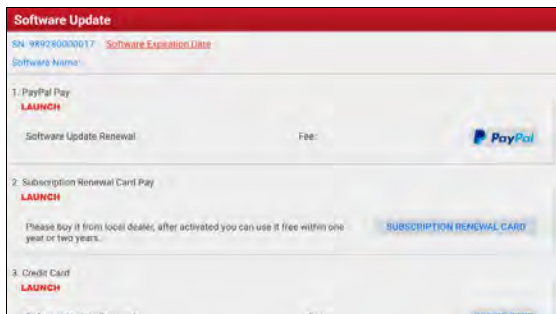 Software Update
SN: 989280000017 Software Expiration Date
Software Name:
1. PayPal Pay
LAUNCH
Software Update Renewal Fee: PayPal
2. Subscription Renewal Card Pay
LAUNCH
Please buy it from local dealer, after activated you can use it free within one SUBSCRIPTION RENEWAL CARD
year or two years.
3. Credit Card
LAUNCH